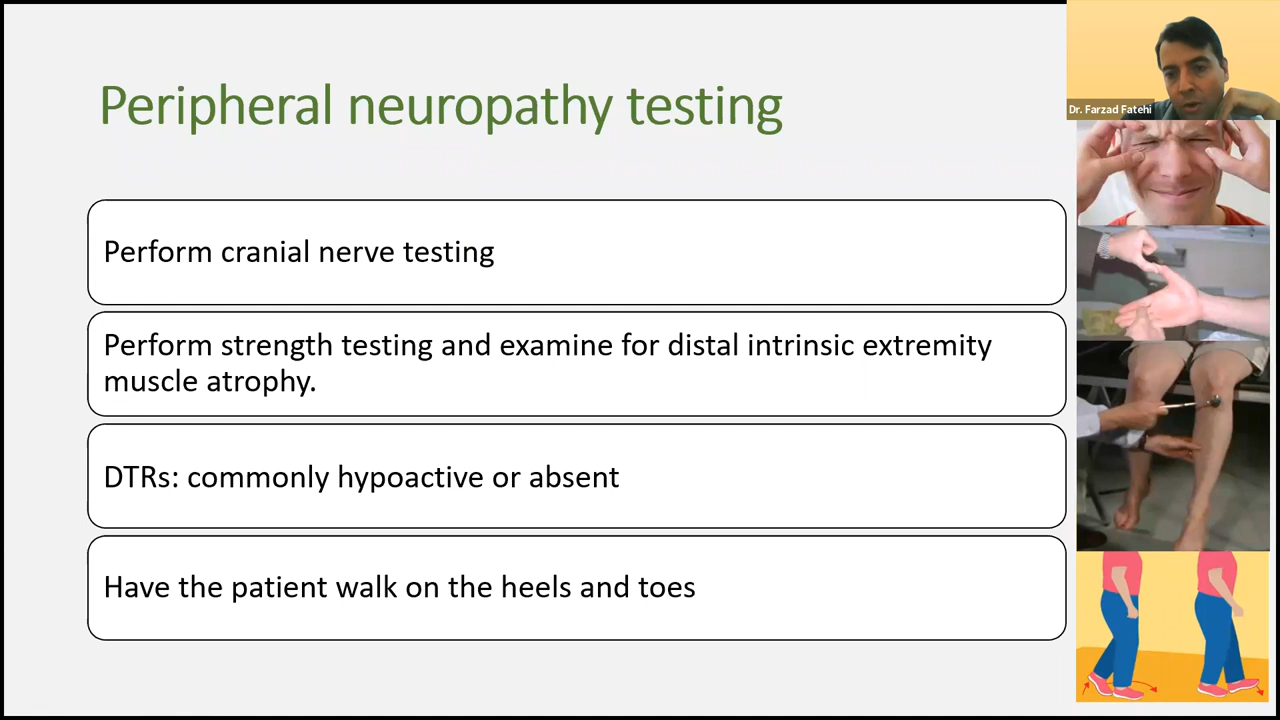 Peripheral neuropathy testing
Dr. Farzad Fatehi
Perform cranial nerve testing
Perform strength testing and examine for distal intrinsic extremity
muscle atrophy.
DTRs: commonly hypoactive or absent
Have the patient walk on the heels and toes